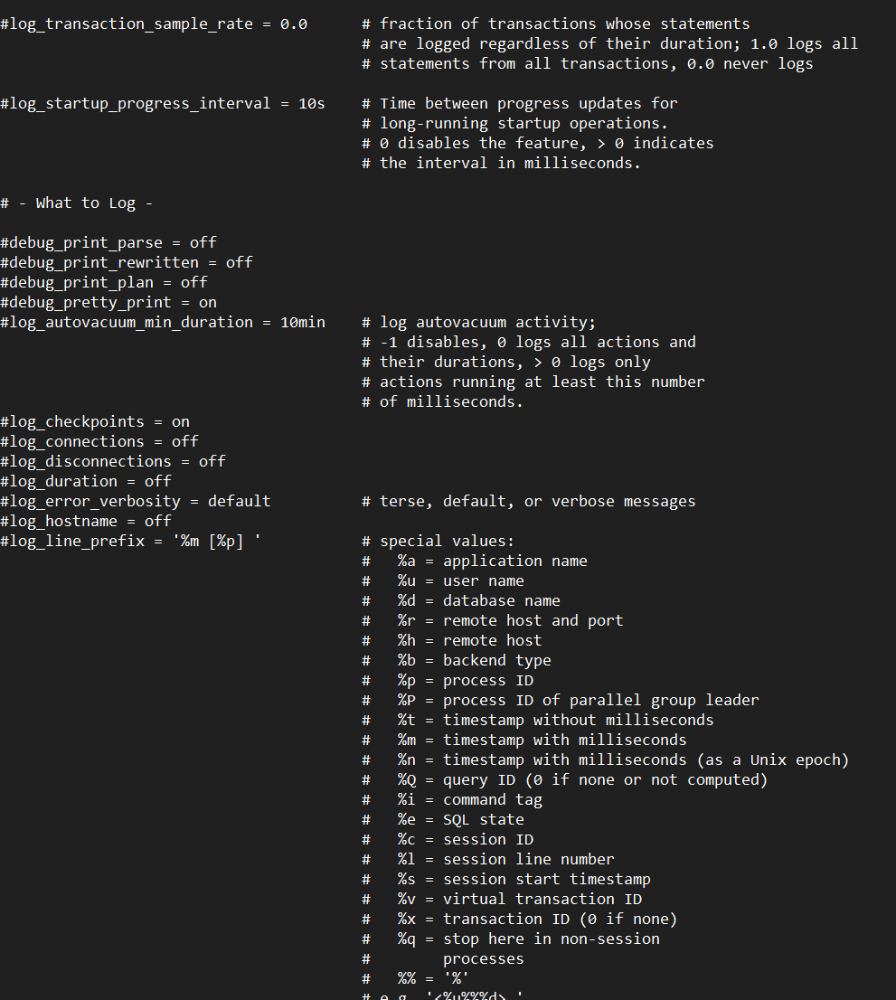 #log_transaction_sample_rate = 0.0      # fraction of transactions whose statements
                                        # are logged regardless of their duration; 1.0 logs all
                                        # statements from all transactions, 0.0 never logs

#log_startup_progress_interval = 10s    # Time between progress updates for
                                        # long-running startup operations.
                                        # 0 disables the feature, > 0 indicates
                                        # the interval in milliseconds.

# - What to Log -

#debug_print_parse = off
#debug_print_rewritten = off
#debug_print_plan = off
#debug_pretty_print = on
#log_autovacuum_min_duration = 10min    # log autovacuum activity;
                                        # -1 disables, 0 logs all actions and
                                        # their durations, > 0 logs only
                                        # actions running at least this number
                                        # of milliseconds.
#log_checkpoints = on
#log_connections = off
#log_disconnections = off
#log_duration = off
#log_error_verbosity = default          # terse, default, or verbose messages
#log_hostname = off
#log_line_prefix = '%m [%p] '           # special values:
                                        #   %a = application name
                                        #   %u = user name
                                        #   %d = database name
                                        #   %r = remote host and port
                                        #   %h = remote host
                                        #   %b = backend type
                                        #   %p = process ID
                                        #   %P = process ID of parallel group leader
                                        #   %t = timestamp without milliseconds
                                        #   %m = timestamp with milliseconds
                                        #   %n = timestamp with milliseconds (as a Unix epoch)
                                        #   %Q = query ID (0 if none or not computed)
                                        #   %i = command tag
                                        #   %e = SQL state
                                        #   %c = session ID
                                        #   %l = session line number
                                        #   %s = session start timestamp
                                        #   %v = virtual transaction ID
                                        #   %x = transaction ID (0 if none)
                                        #   %q = stop here in non-session
                                        #        processes
                                        #   %% = '%'
                                        # e.g. '<%u%%%d> '